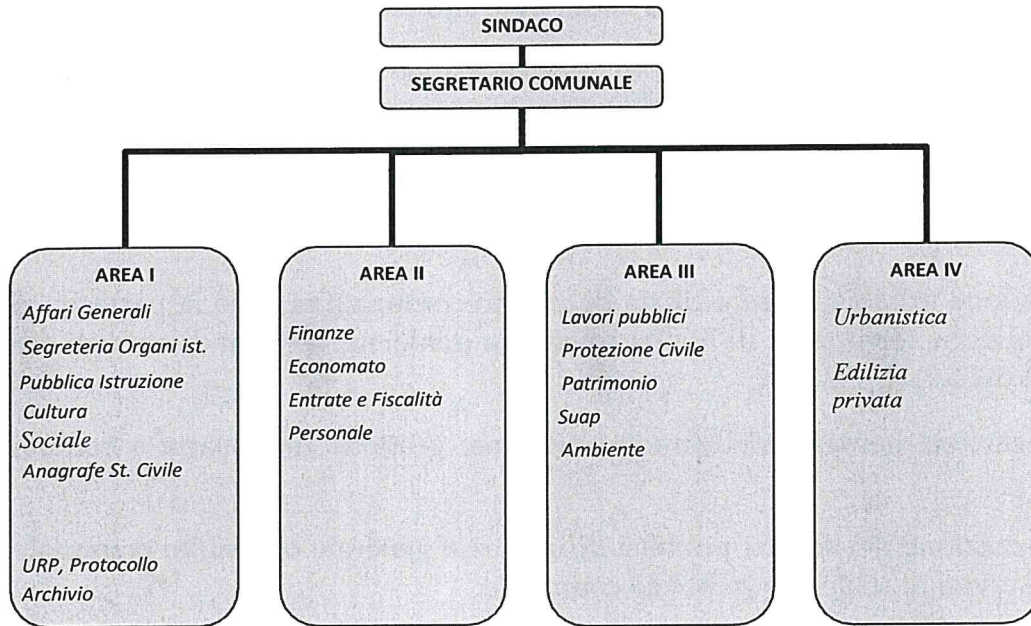 SINDACO
SEGRETARIO COMUNALE
AREA I
Affari Generali
Segreteria Organi ist.
Pubblica Istruzione
Cultura
Sociale
Anagrafe St. Civile
URP, Protocollo
Archivio
AREA II
Finanze
Economato
Entrate e Fiscalità
Personale
AREA III
Lavori pubblici
Protezione Civile
Patrimonio
Suap
Ambiente
AREA IV
Urbanistica
Edilizia
privata